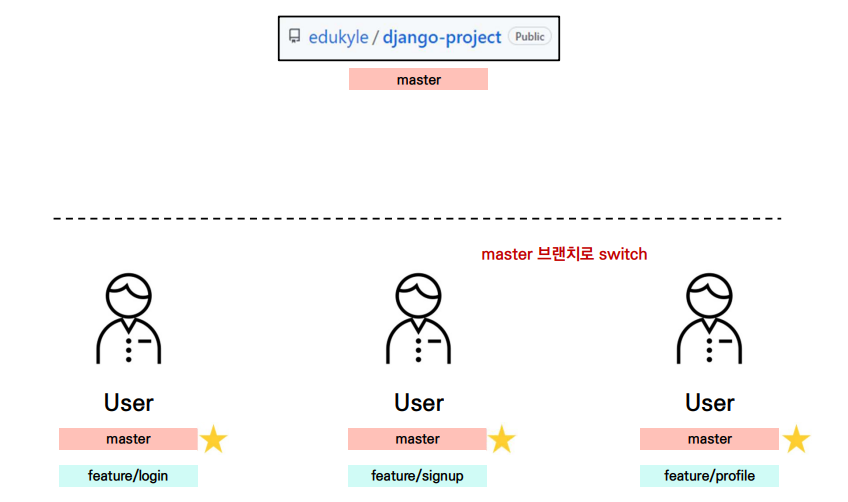 edukyle / django-project Public
master
master 브랜치로 switch
User User User
master master master
feature/login feature/signup feature/profile